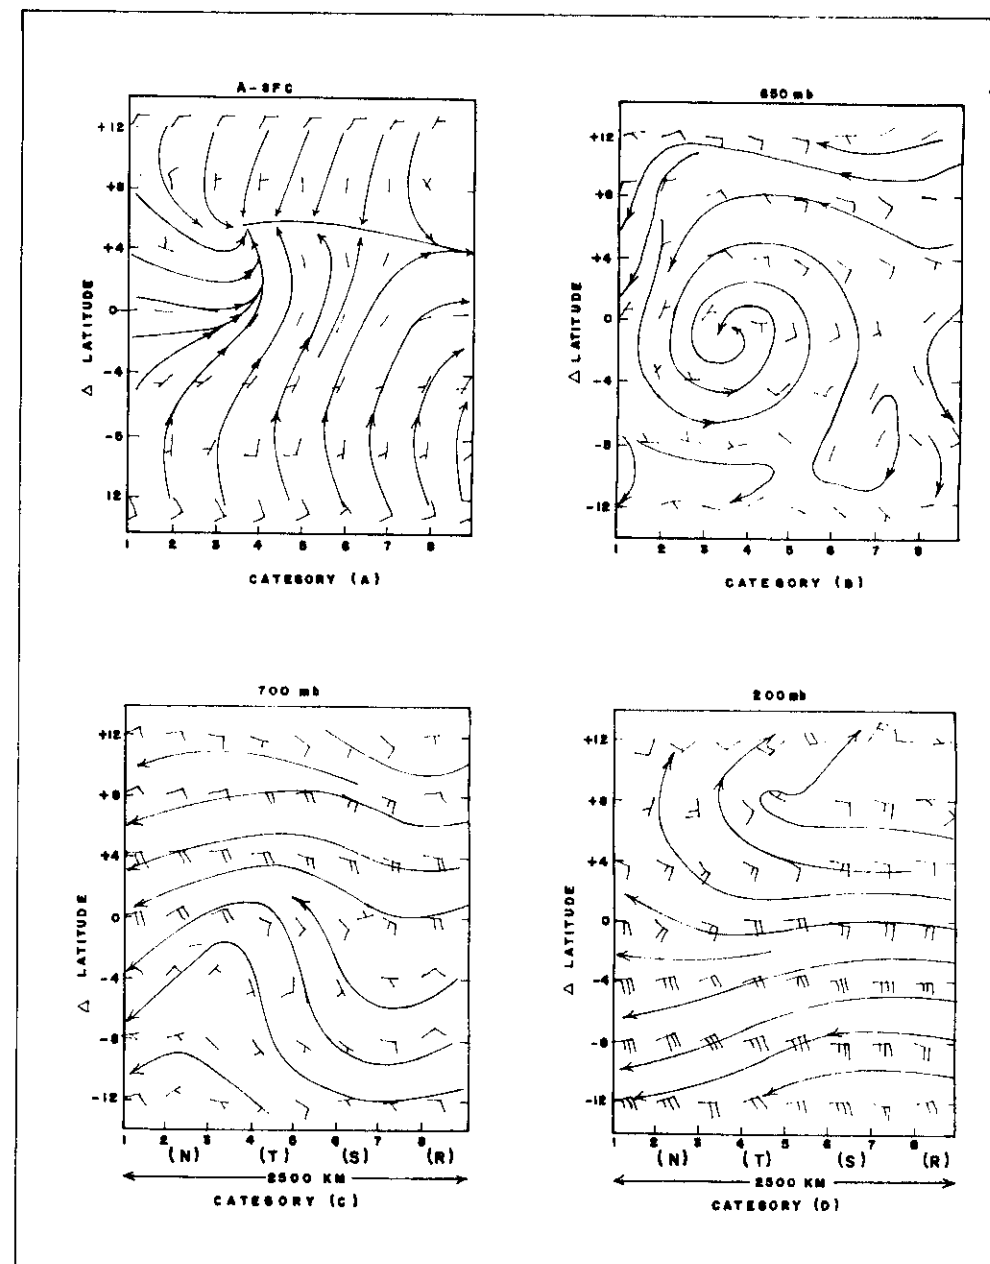 A-SFC
+12
+8
+4
0
-4
-8
12
Δ LATITUDE
1 2 3 4 5 6 7 8
CATEGORY (A)
850 mb
+12
+8
+4
0
-4
-8
-12
Δ LATITUDE
1 2 3 4 5 6 7 8
CATEGORY (B)
700 mb
+12
+8
+4
0
-4
-8
-12
Δ LATITUDE
1 2 3 4 5 6 7 8
(N) (T) (S) (R)
2500 KM
CATEGORY (C)
200mb
+12
+8
+4
0
-4
-8
-12
Δ LATITUDE
1 2 3 4 5 6 7 8
(N) (T) (S) (R)
2500 KM
CATEGORY (D)